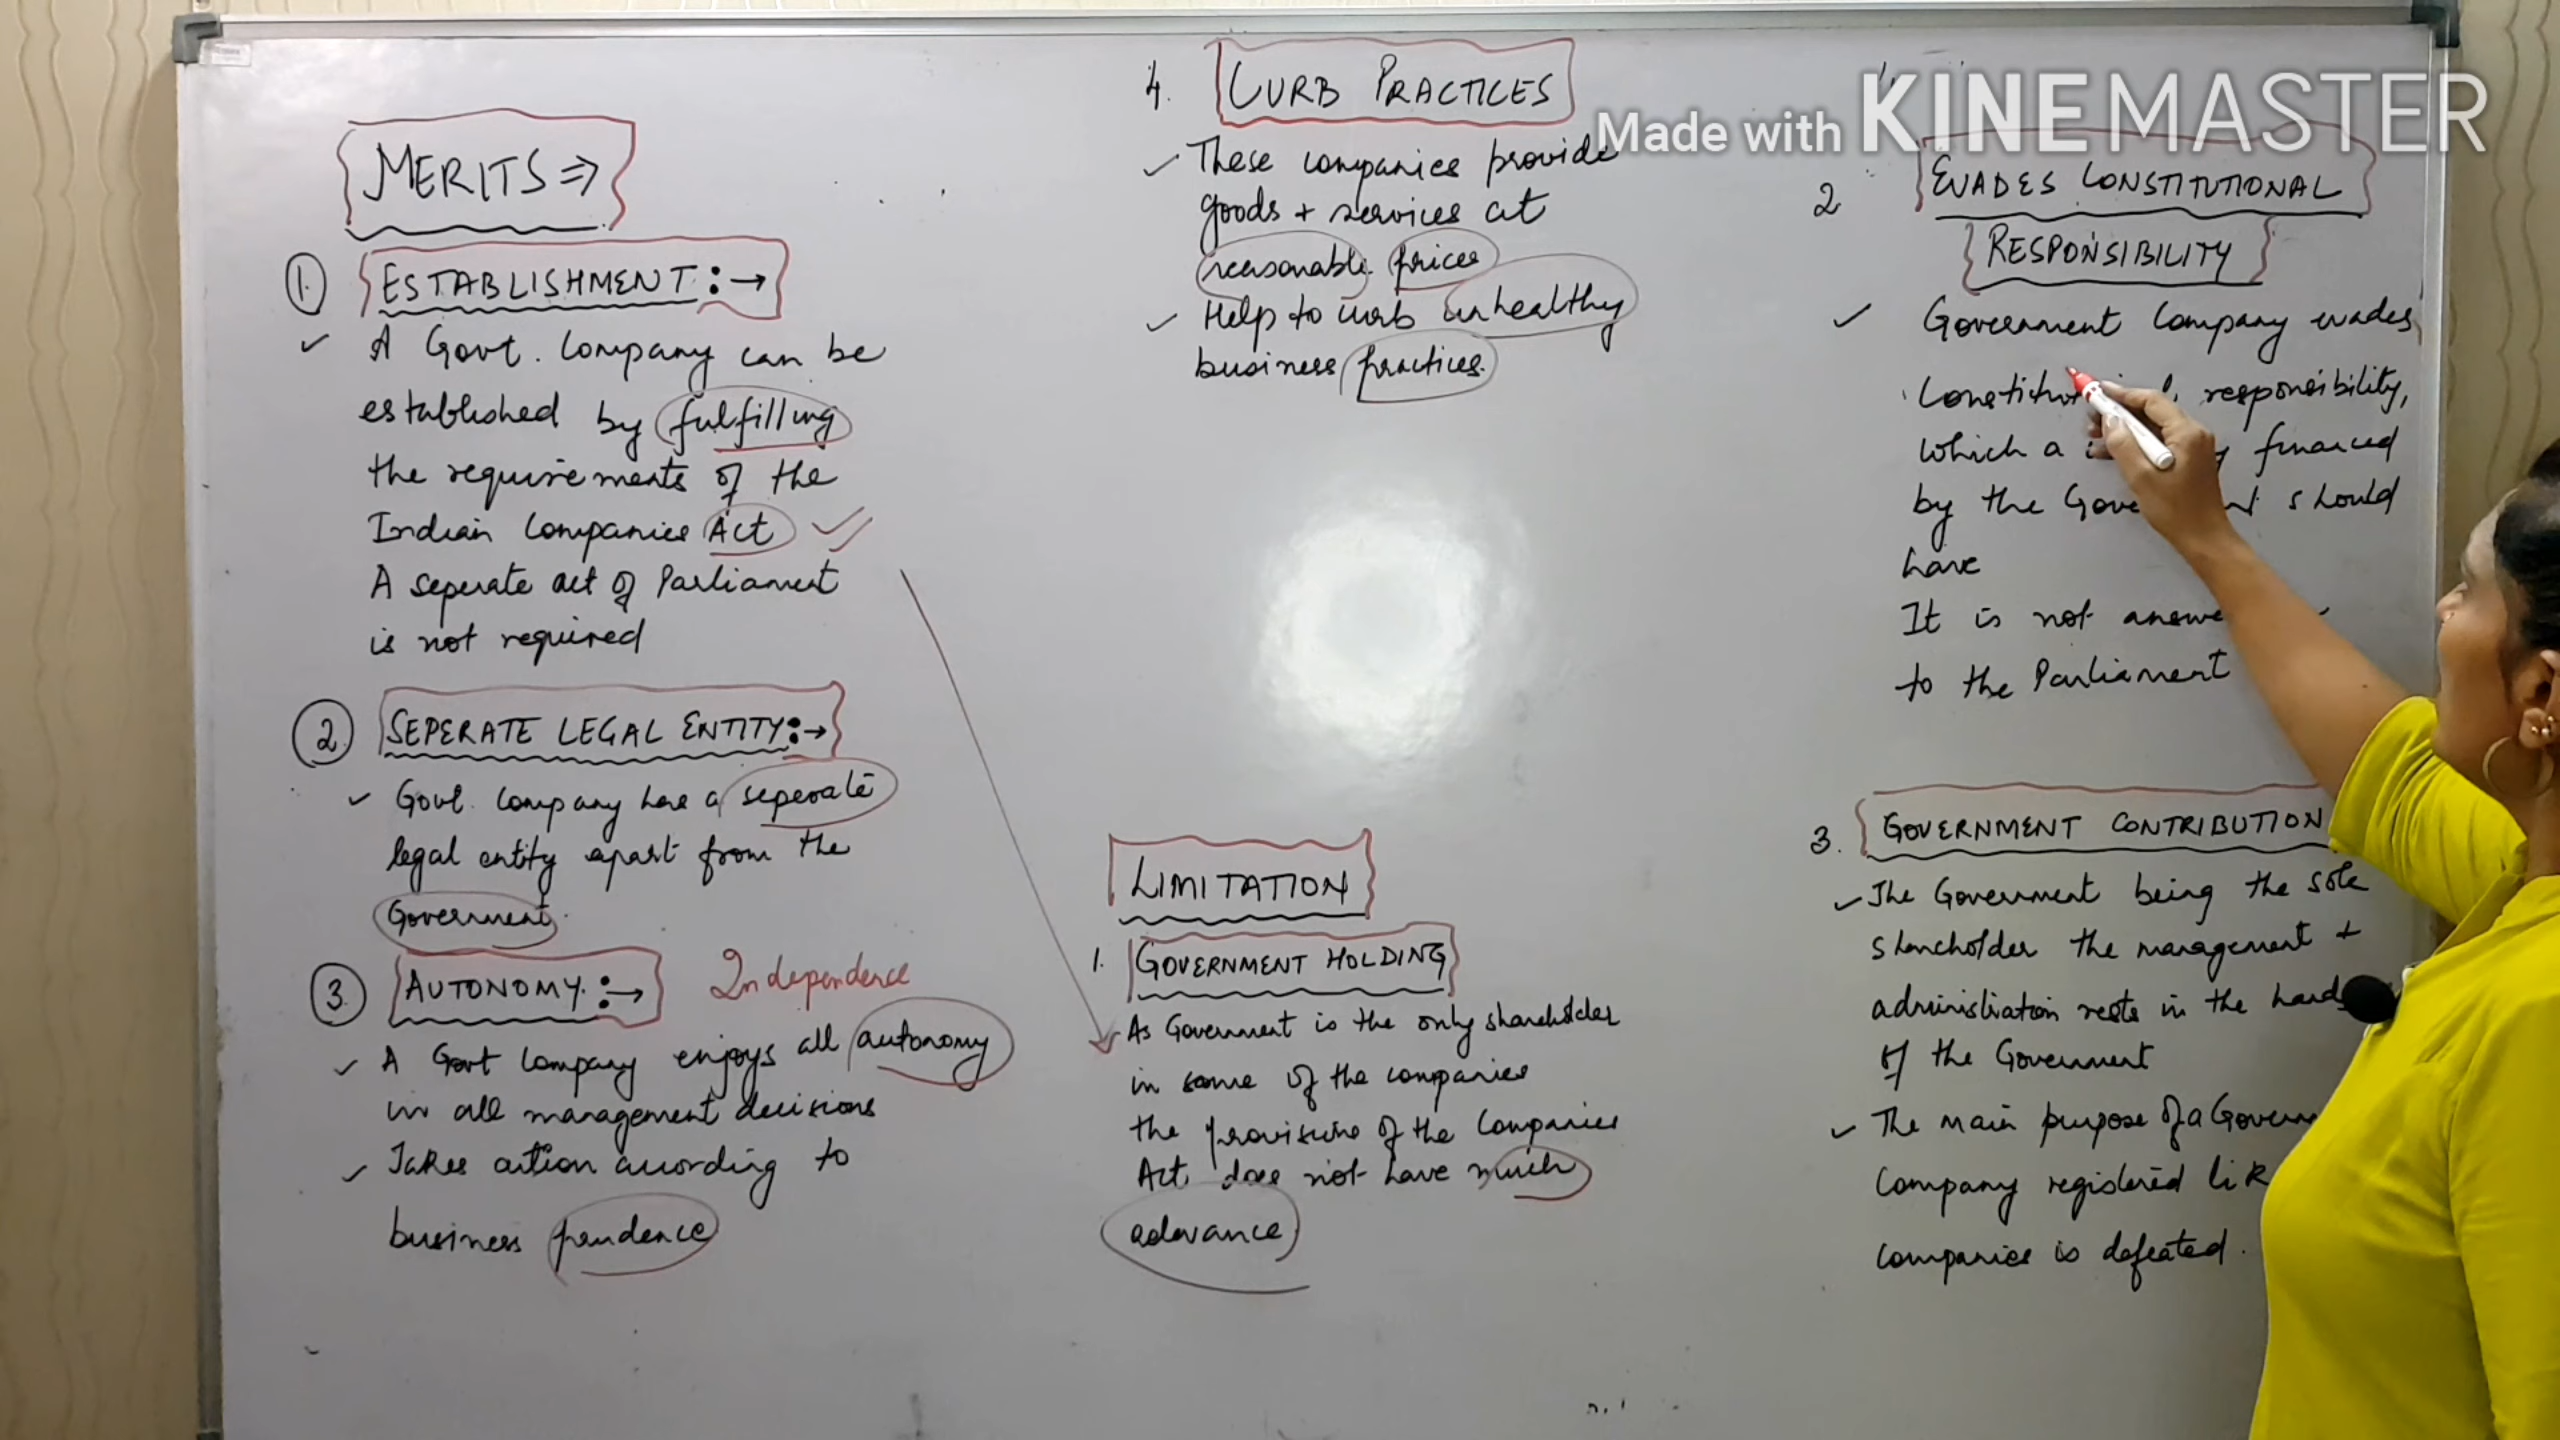 MERITS ⇒
1. ESTABLISHMENT :→
✓ A Govt. Company can be
established by fulfilling
the requirements of the
Indian Companies Act ✓✓
A seperate act of Parliament
is not required
2. SEPERATE LEGAL ENTITY :→
✓ Govt. Company have a seperate
legal entity apart from the
Government.
3. AUTONOMY. :→ Independence
✓ A Govt Company enjoys all autonomy
in all management decisions
✓ Takes action according to
business prudence
4. CURB PRACTICES
✓ These companies provide
goods + services at
reasonable prices
✓ Help to curb unhealthy
business practices.
LIMITATION
1. GOVERNMENT HOLDING
✓ As Government is the only shareholder
in some of the companies
the provisions of the Companies
Act, does not have much
relevance
Made with KINEMASTER
2 EVADES CONSTITUTIONAL
RESPONSIBILITY
✓ Government Company evades
responsibility,
which a financed
by the should
have
It is not
to the Parliament
3. GOVERNMENT CONTRIBUTION
✓ The Government being the sole
shareholder the management +
administration rests in the hands
of the Government
✓ The main purpose of a
Company registered
companies is defeated.